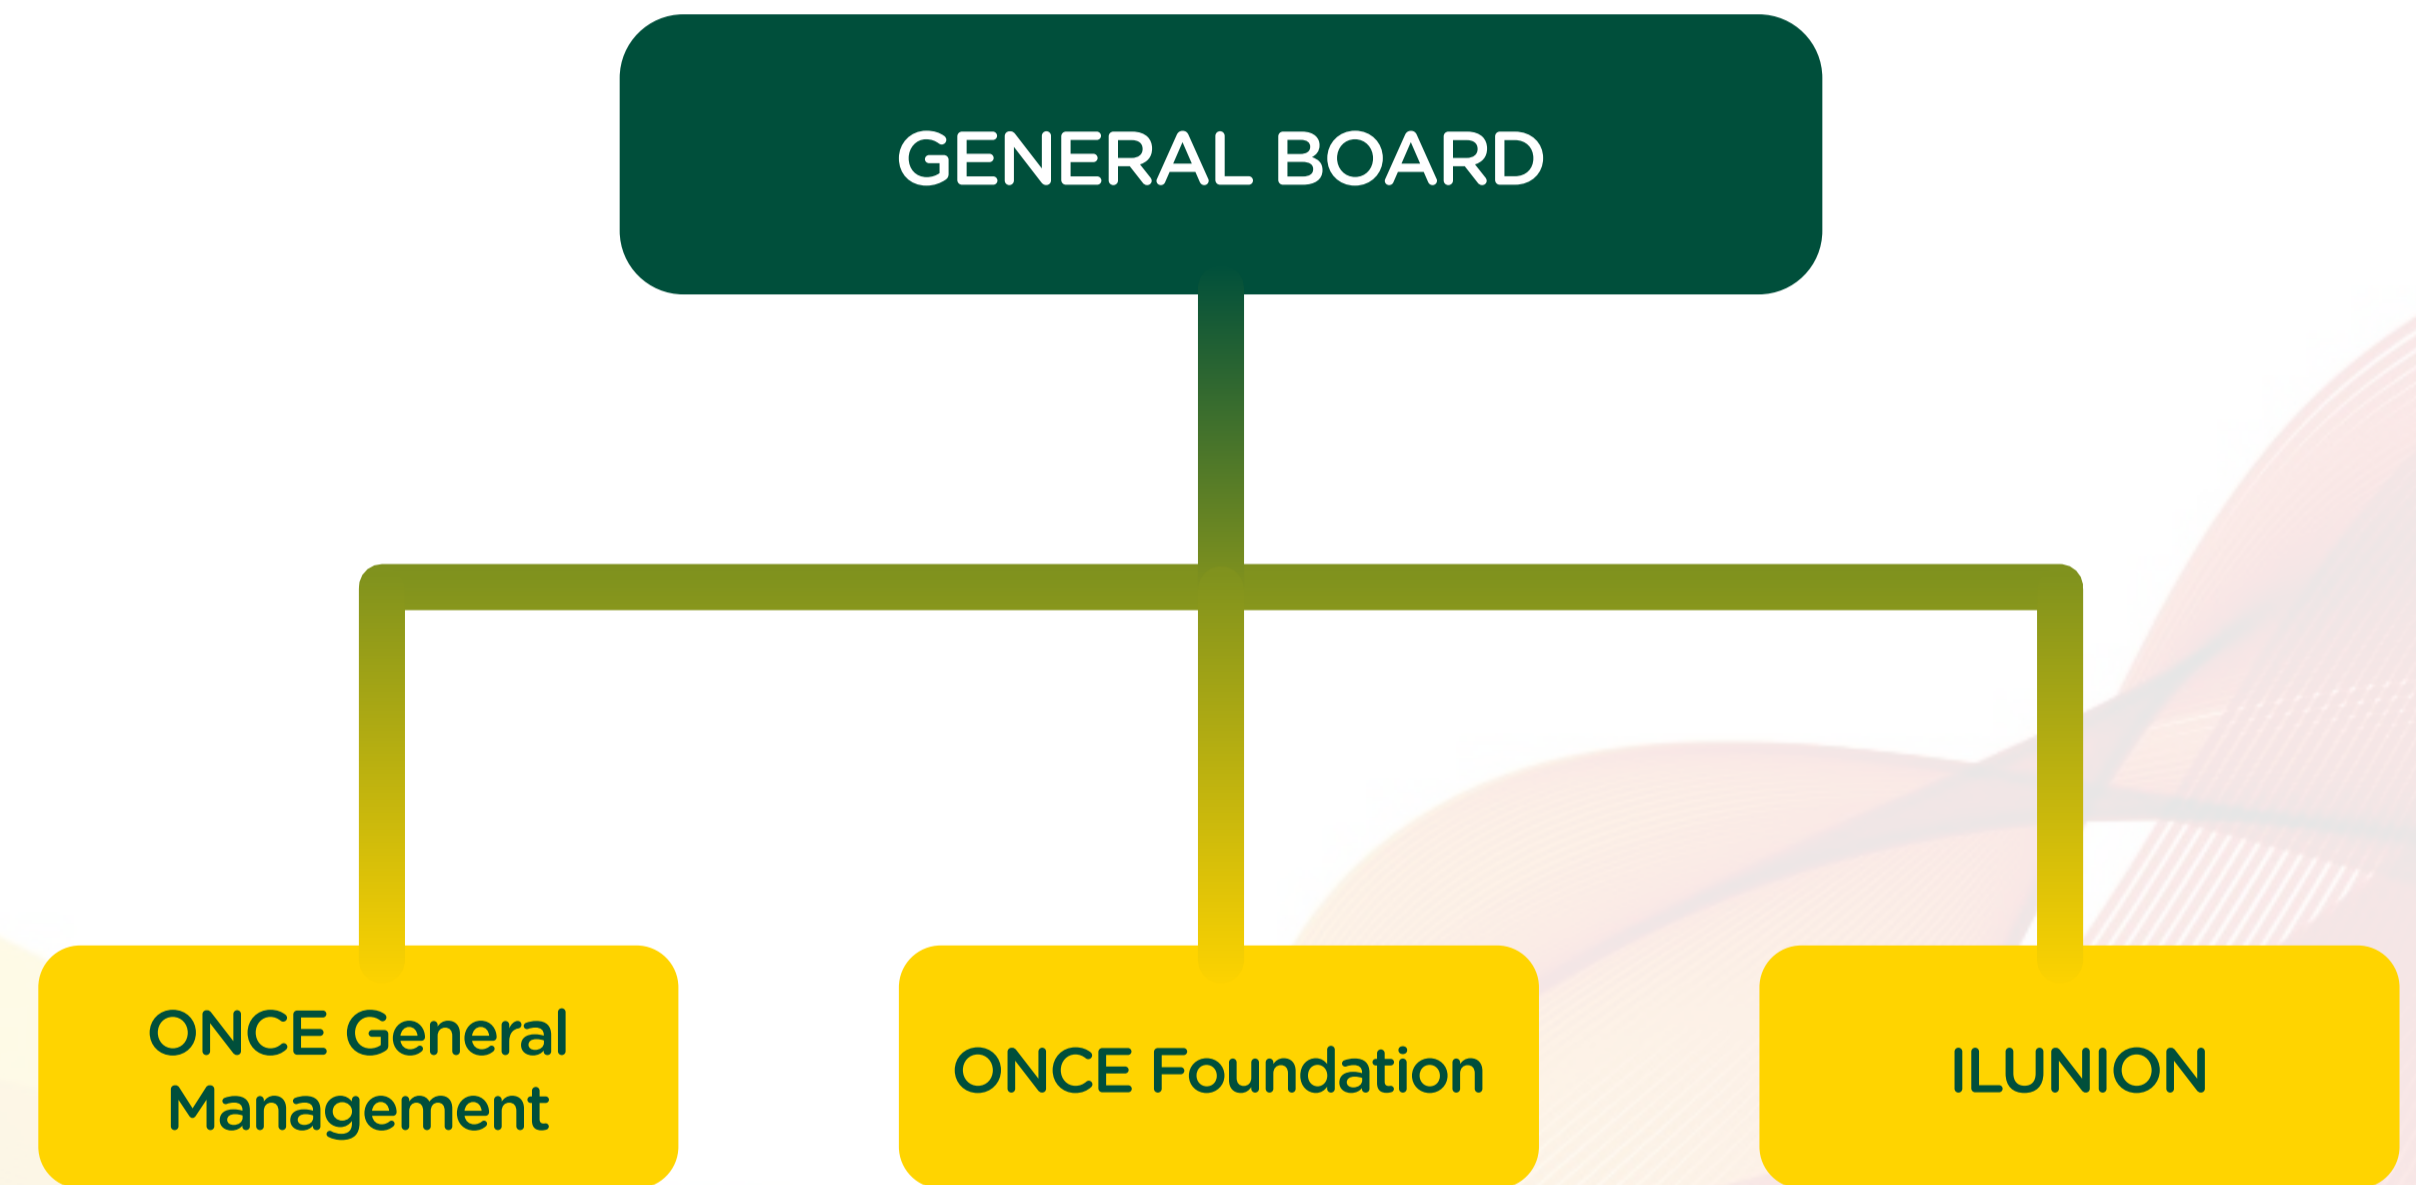 GENERAL BOARD
ONCE General
Management
ONCE Foundation
ILUNION